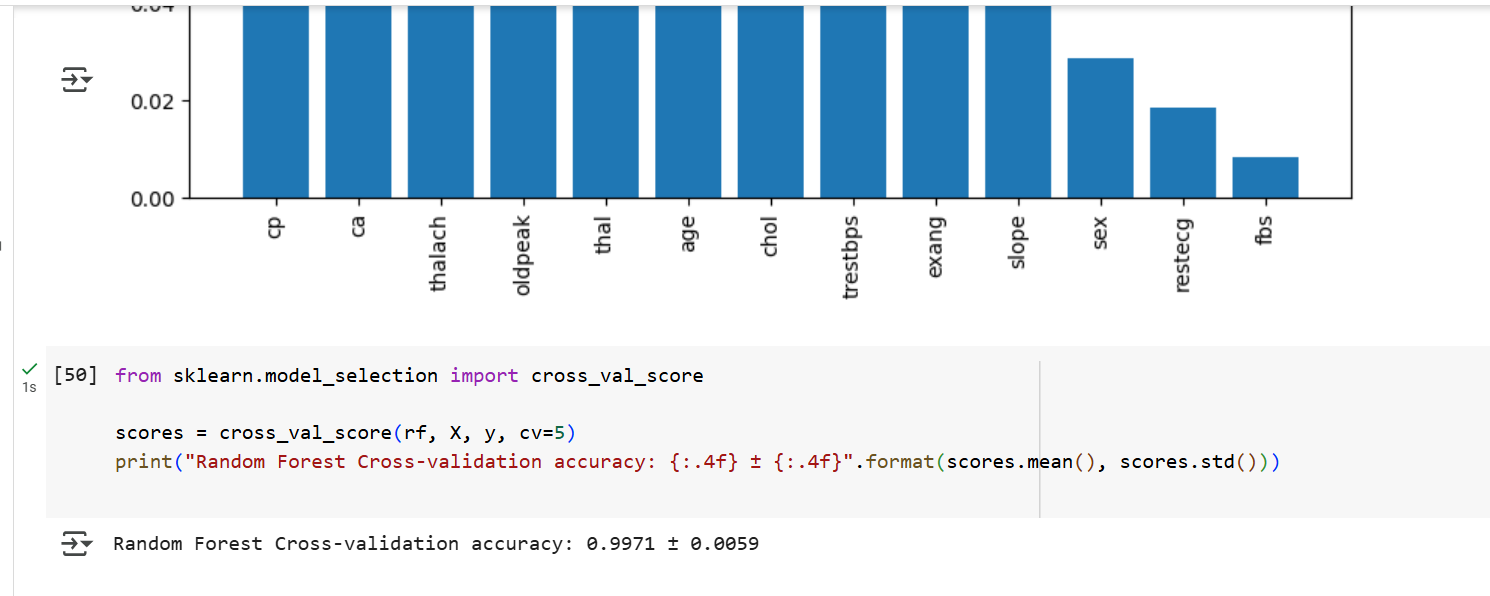 0.04
0.02
0.00
cp ca thalach oldpeak thal age chol trestbps exang slope sex restecg fbs
[50] from sklearn.model_selection import cross_val_score
1s
scores = cross_val_score(rf, X, y, cv=5)
print("Random Forest Cross-validation accuracy: {:.4f} ± {:.4f}".format(scores.mean(), scores.std()))
Random Forest Cross-validation accuracy: 0.9971 ± 0.0059